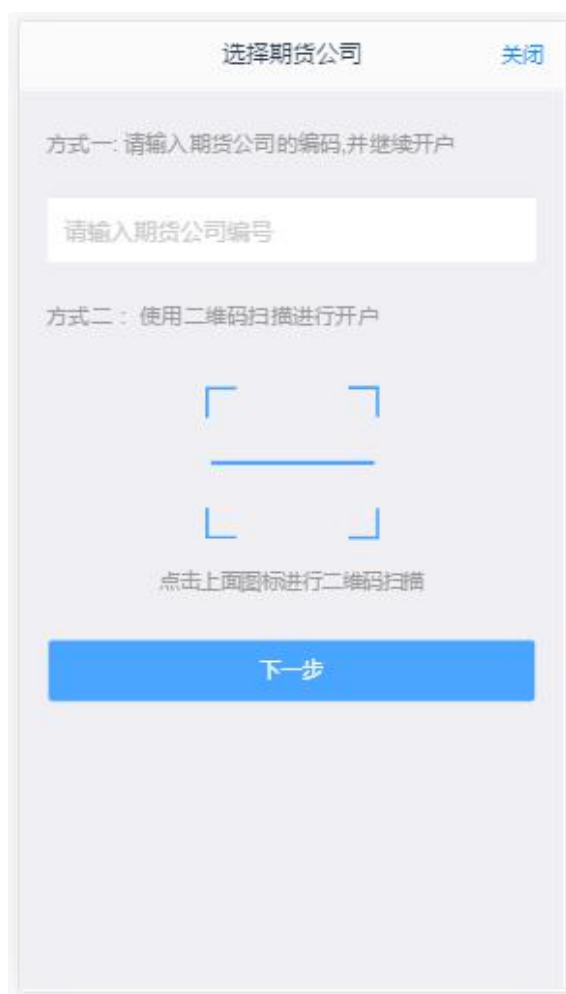 选择期货公司 关闭
方式一: 请输入期货公司的编码,并继续开户
请输入期货公司编号
方式二 : 使用二维码扫描进行开户
点击上面图标进行二维码扫描
下一步